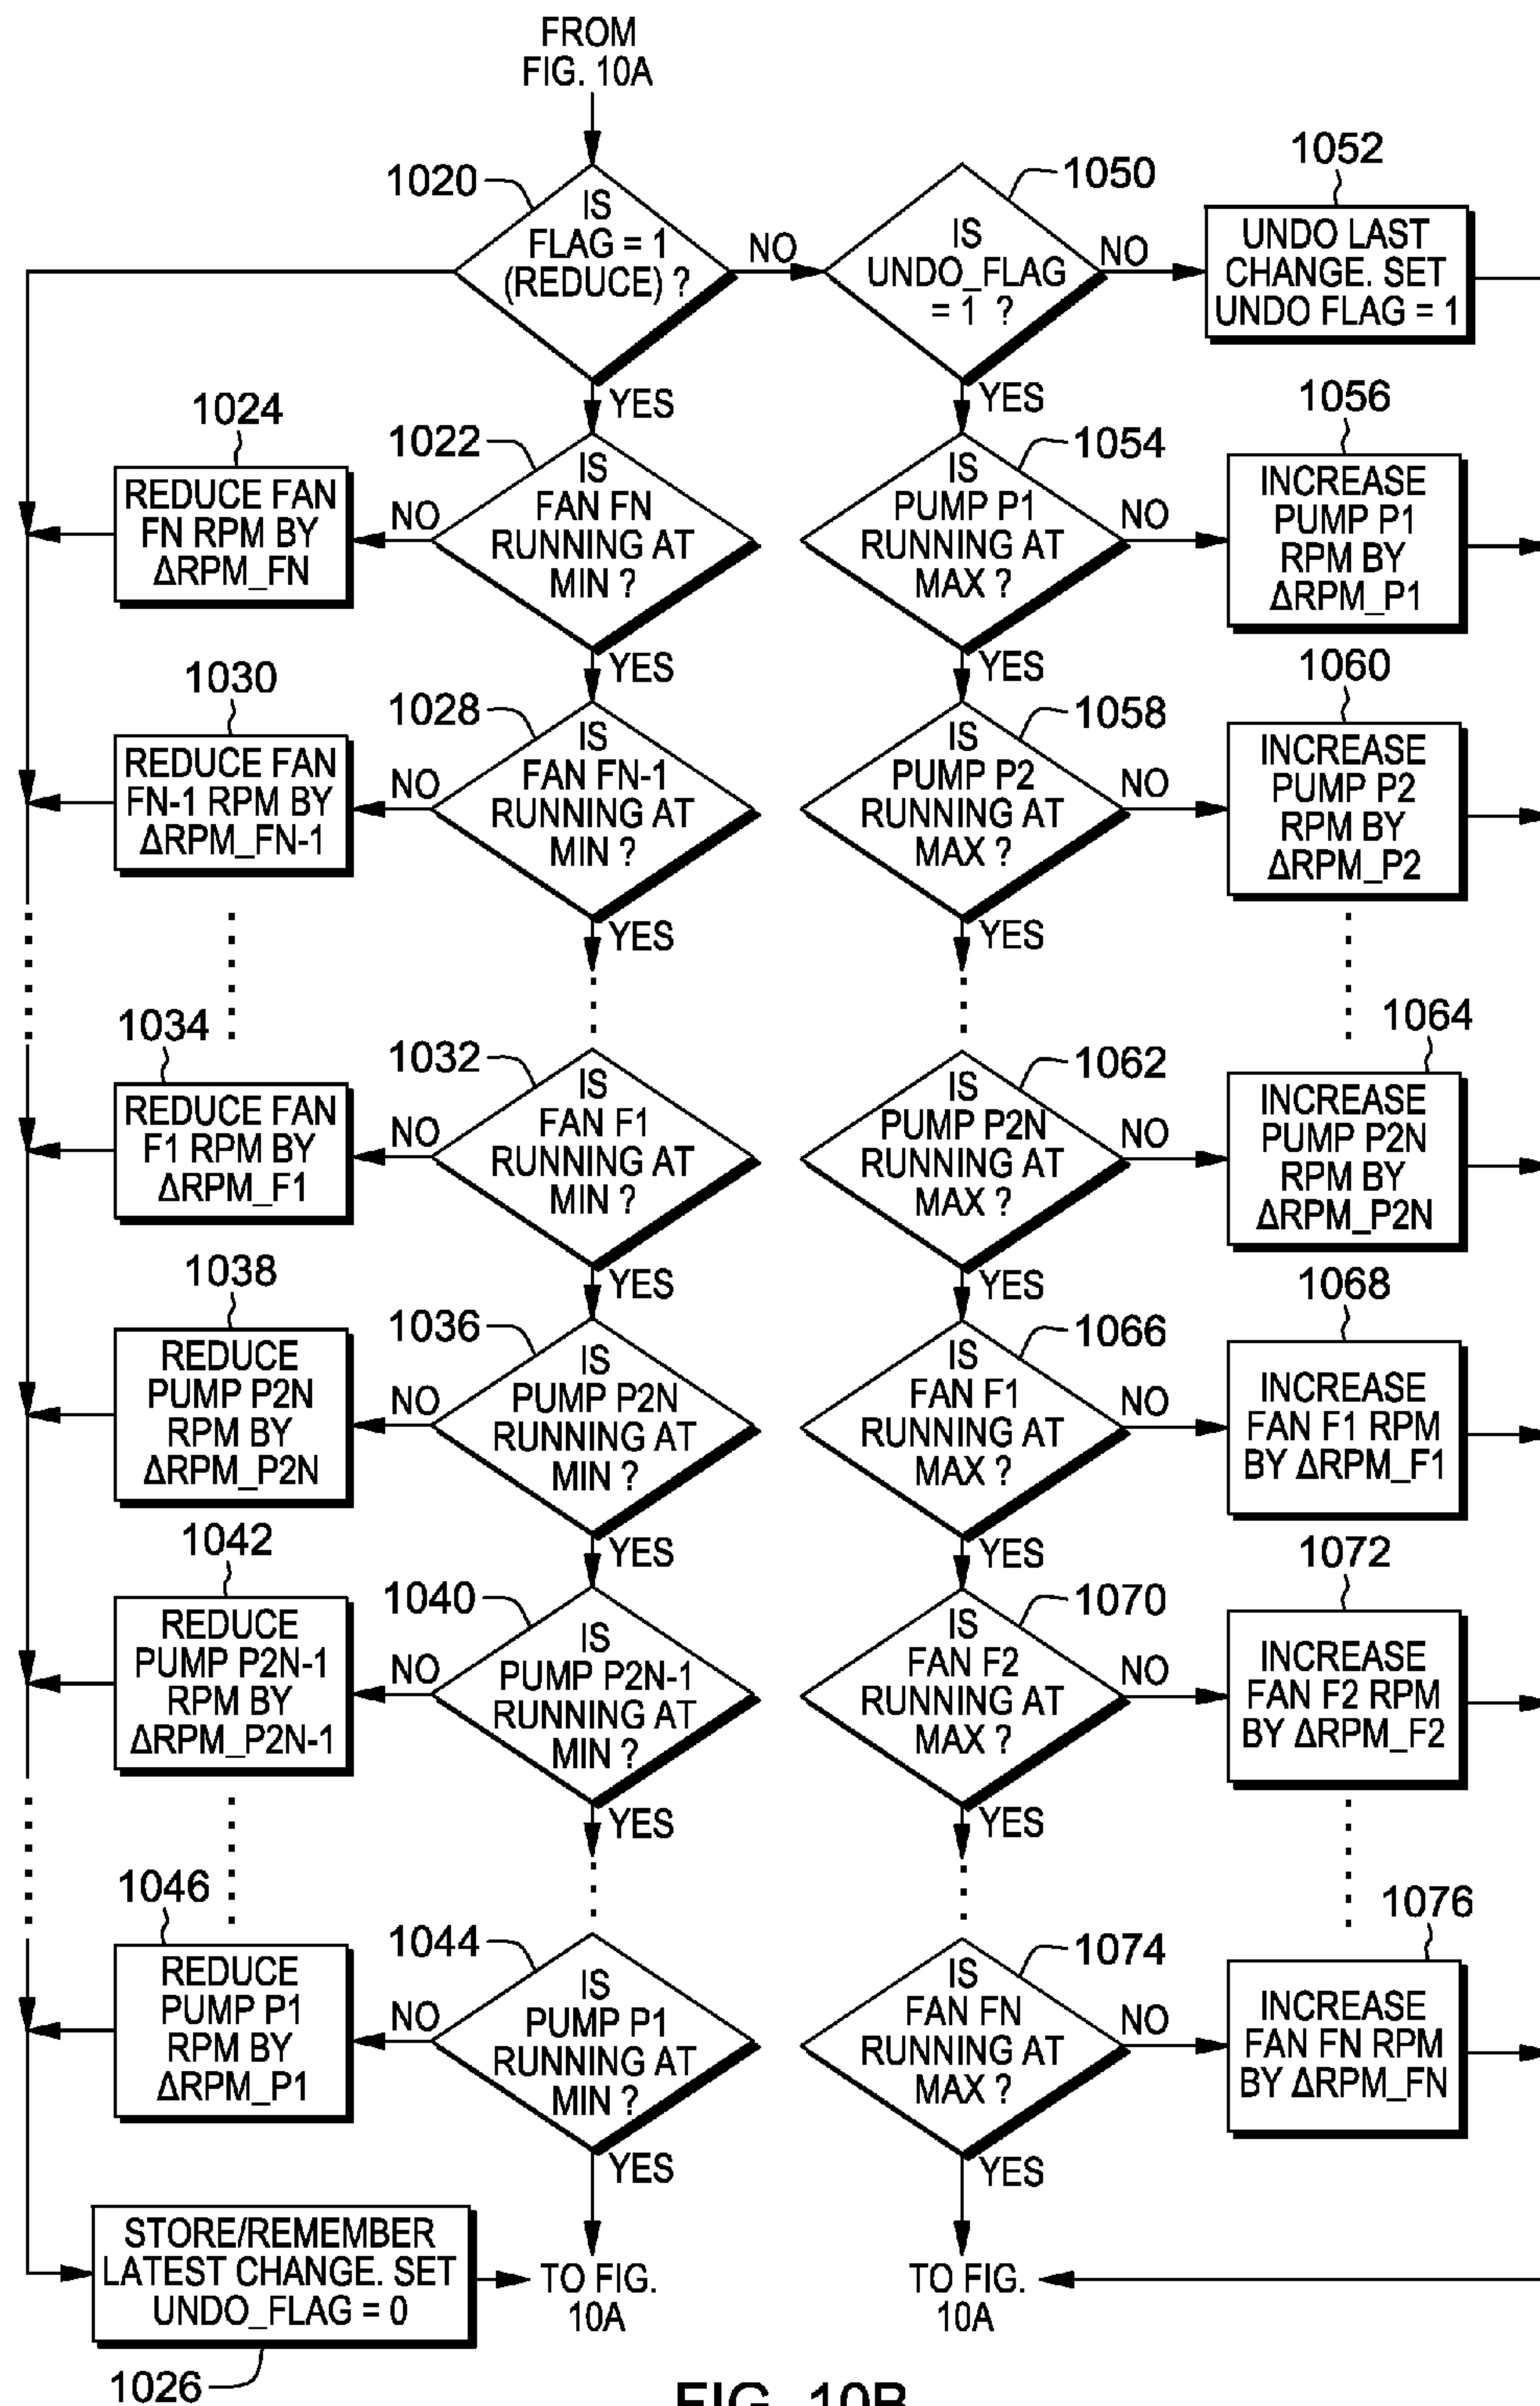 FROM
FIG. 10A
1020
IS
FLAG = 1
(REDUCE) ?
NO
YES
1050
IS
UNDO_FLAG
= 1 ?
NO
YES
1052
UNDO LAST
CHANGE. SET
UNDO FLAG = 1
1024
REDUCE FAN
FN RPM BY
ΔRPM_FN
1022
IS
FAN FN
RUNNING AT
MIN ?
NO
YES
1054
IS
PUMP P1
RUNNING AT
MAX ?
NO
YES
1056
INCREASE
PUMP P1
RPM BY
ΔRPM_P1
1030
REDUCE FAN
FN-1 RPM BY
ΔRPM_FN-1
1028
IS
FAN FN-1
RUNNING AT
MIN ?
NO
YES
1058
IS
PUMP P2
RUNNING AT
MAX ?
NO
YES
1060
INCREASE
PUMP P2
RPM BY
ΔRPM_P2
1034
REDUCE FAN
F1 RPM BY
ΔRPM_F1
1032
IS
FAN F1
RUNNING AT
MIN ?
NO
YES
1062
IS
PUMP P2N
RUNNING AT
MAX ?
NO
YES
1064
INCREASE
PUMP P2N
RPM BY
ΔRPM_P2N
1038
REDUCE
PUMP P2N
RPM BY
ΔRPM_P2N
1036
IS
PUMP P2N
RUNNING AT
MIN ?
NO
YES
1066
IS
FAN F1
RUNNING AT
MAX ?
NO
YES
1068
INCREASE
FAN F1 RPM
BY ΔRPM_F1
1042
REDUCE
PUMP P2N-1
RPM BY
ΔRPM_P2N-1
1040
IS
PUMP P2N-1
RUNNING AT
MIN ?
NO
YES
1070
IS
FAN F2
RUNNING AT
MAX ?
NO
YES
1072
INCREASE
FAN F2 RPM
BY ΔRPM_F2
1046
REDUCE
PUMP P1
RPM BY
ΔRPM_P1
1044
IS
PUMP P1
RUNNING AT
MIN ?
NO
YES
1074
IS
FAN FN
RUNNING AT
MAX ?
NO
YES
1076
INCREASE
FAN FN RPM
BY ΔRPM_FN
STORE/REMEMBER
LATEST CHANGE. SET
UNDO_FLAG = 0
1026
TO FIG.
10A
TO FIG.
10A
FIG. 10B